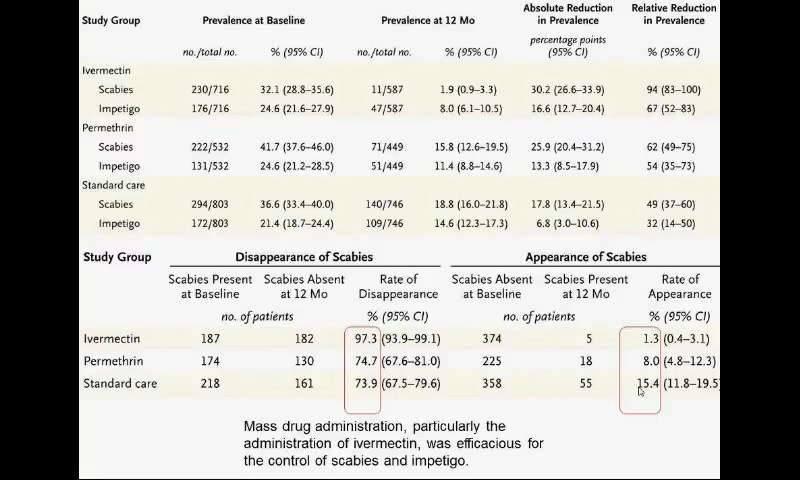 Study Group Prevalence at Baseline Prevalence at 12 Mo Absolute Reduction in Prevalence Relative Reduction in Prevalence
no./total no. % (95% CI) no./total no. % (95% CI) percentage points (95% CI) % (95% CI)
Ivermectin
Scabies 230/716 32.1 (28.8–35.6) 11/587 1.9 (0.9–3.3) 30.2 (26.6–33.9) 94 (83–100)
Impetigo 176/716 24.6 (21.6–27.9) 47/587 8.0 (6.1–10.5) 16.6 (12.7–20.4) 67 (52–83)
Permethrin
Scabies 222/532 41.7 (37.6–46.0) 71/449 15.8 (12.6–19.5) 25.9 (20.4–31.2) 62 (49–75)
Impetigo 131/532 24.6 (21.2–28.5) 51/449 11.4 (8.8–14.6) 13.3 (8.5–17.9) 54 (35–73)
Standard care
Scabies 294/803 36.6 (33.4–40.0) 140/746 18.8 (16.0–21.8) 17.8 (13.4–21.5) 49 (37–60)
Impetigo 172/803 21.4 (18.7–24.4) 109/746 14.6 (12.3–17.3) 6.8 (3.0–10.6) 32 (14–50)
Study Group Disappearance of Scabies Appearance of Scabies
Scabies Present at Baseline Scabies Absent at 12 Mo Rate of Disappearance Scabies Absent at Baseline Scabies Present at 12 Mo Rate of Appearance
no. of patients % (95% CI) no. of patients % (95% CI)
Ivermectin 187 182 97.3 (93.9–99.1) 374 5 1.3 (0.4–3.1)
Permethrin 174 130 74.7 (67.6–81.0) 225 18 8.0 (4.8–12.3)
Standard care 218 161 73.9 (67.5–79.6) 358 55 15.4 (11.8–19.5)
Mass drug administration, particularly the
administration of ivermectin, was efficacious for
the control of scabies and impetigo.